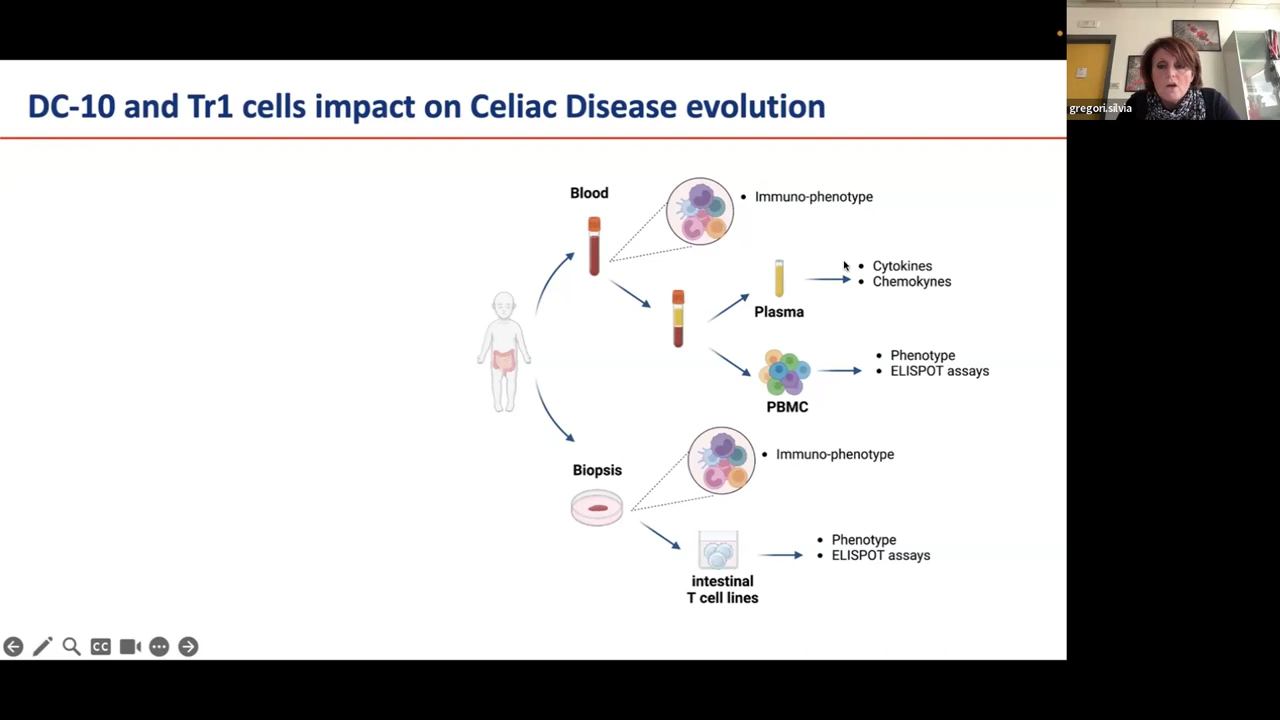 DC-10 and Tr1 cells impact on Celiac Disease evolution
gregori.silvia
Blood
• Immuno-phenotype
• Cytokines
• Chemokynes
Plasma
• Phenotype
• ELISPOT assays
PBMC
Biopsis
• Immuno-phenotype
• Phenotype
• ELISPOT assays
intestinal
T cell lines
CC